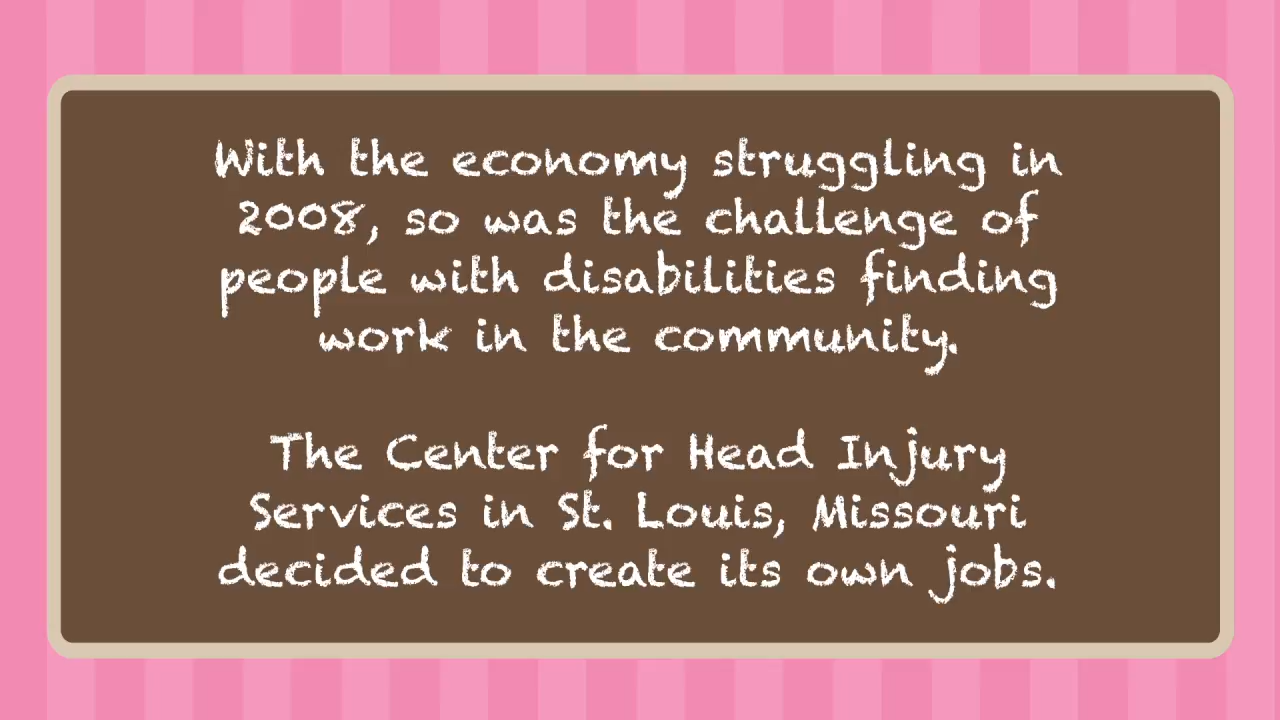 With the economy struggling in
2008, so was the challenge of
people with disabilities finding
work in the community.
The Center for Head Injury
Services in St. Louis, Missouri
decided to create its own jobs.